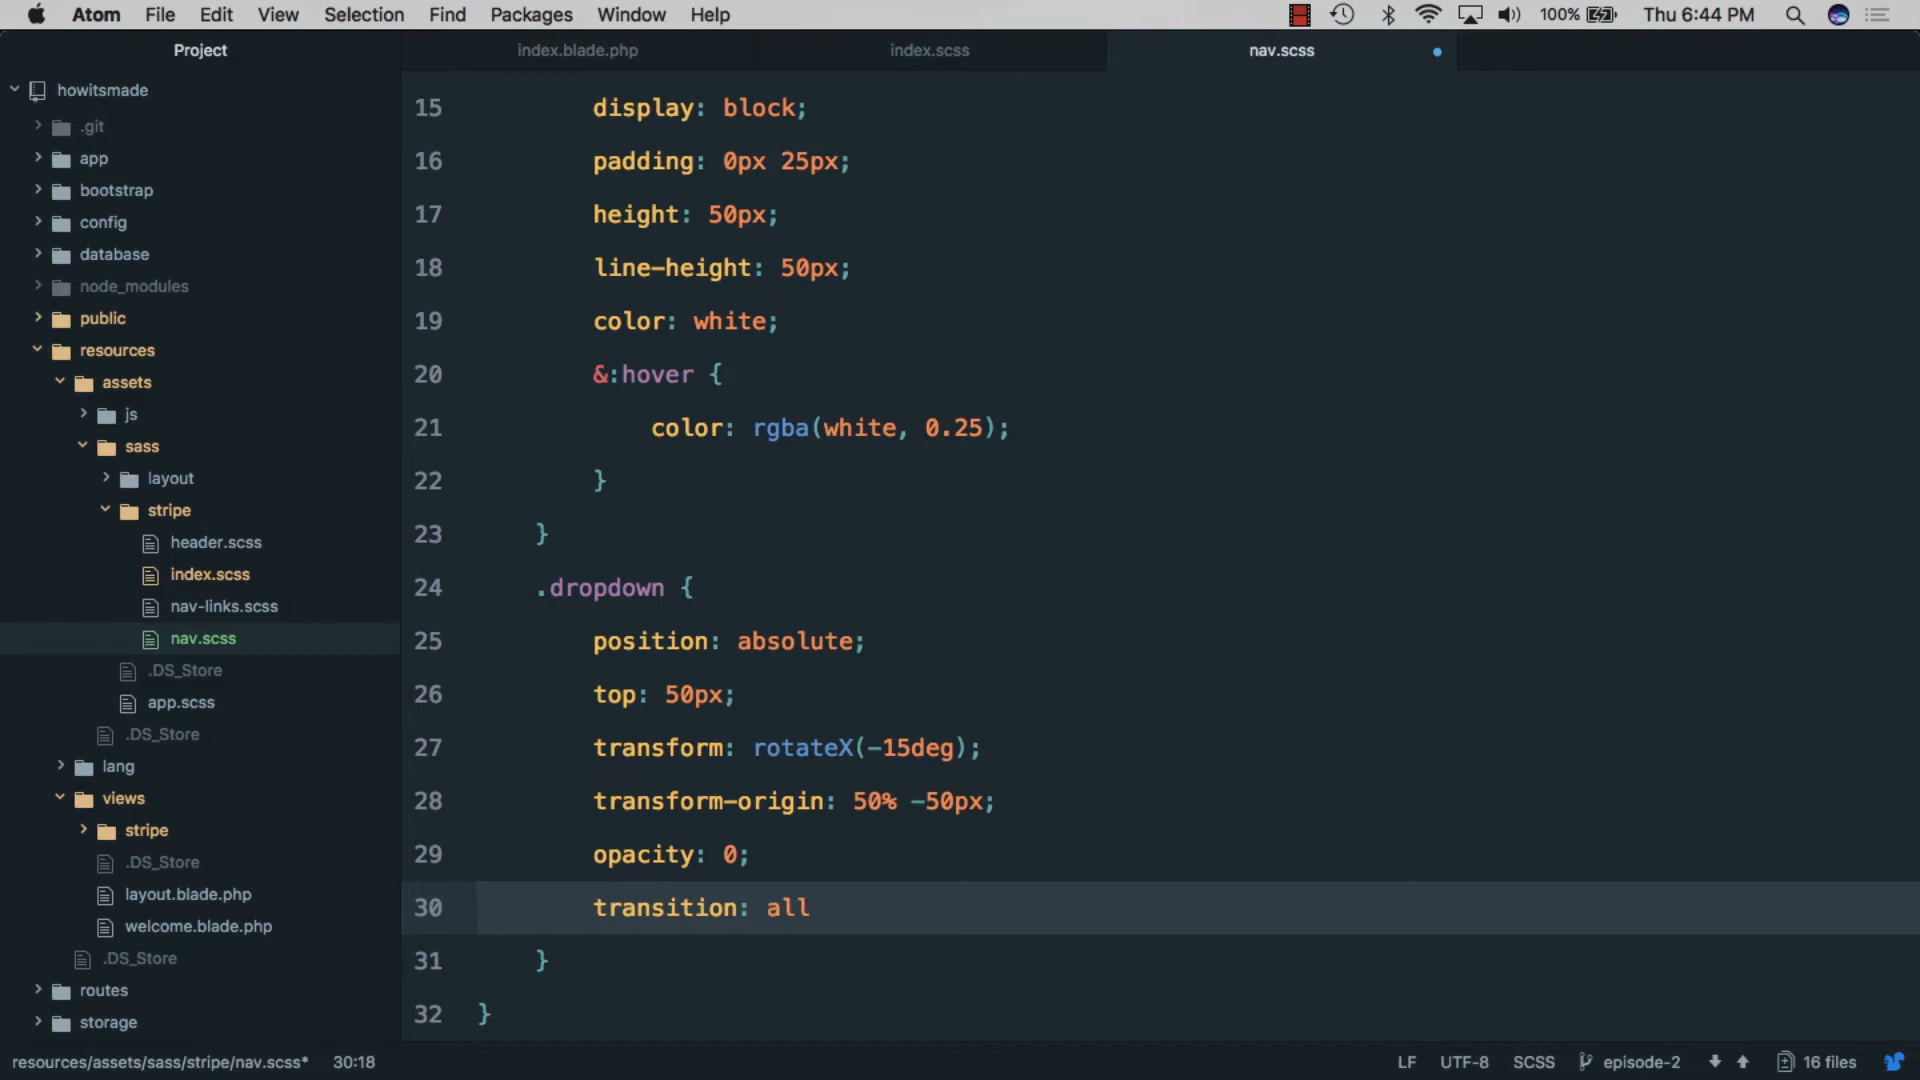 Atom File Edit View Selection Find Packages Window Help 100% Thu 6:44 PM
Project index.blade.php index.scss nav.scss
howitsmade
.git
app
bootstrap
config
database
node_modules
public
resources
assets
js
sass
layout
stripe
header.scss
index.scss
nav-links.scss
nav.scss
.DS_Store
app.scss
.DS_Store
lang
views
stripe
.DS_Store
layout.blade.php
welcome.blade.php
.DS_Store
routes
storage
15 display: block;
16 padding: 0px 25px;
17 height: 50px;
18 line-height: 50px;
19 color: white;
20 &:hover {
21 color: rgba(white, 0.25);
22 }
23 }
24 .dropdown {
25 position: absolute;
26 top: 50px;
27 transform: rotateX(-15deg);
28 transform-origin: 50% -50px;
29 opacity: 0;
30 transition: all
31 }
32 }
resources/assets/sass/stripe/nav.scss* 30:18 LF UTF-8 SCSS episode-2 16 files